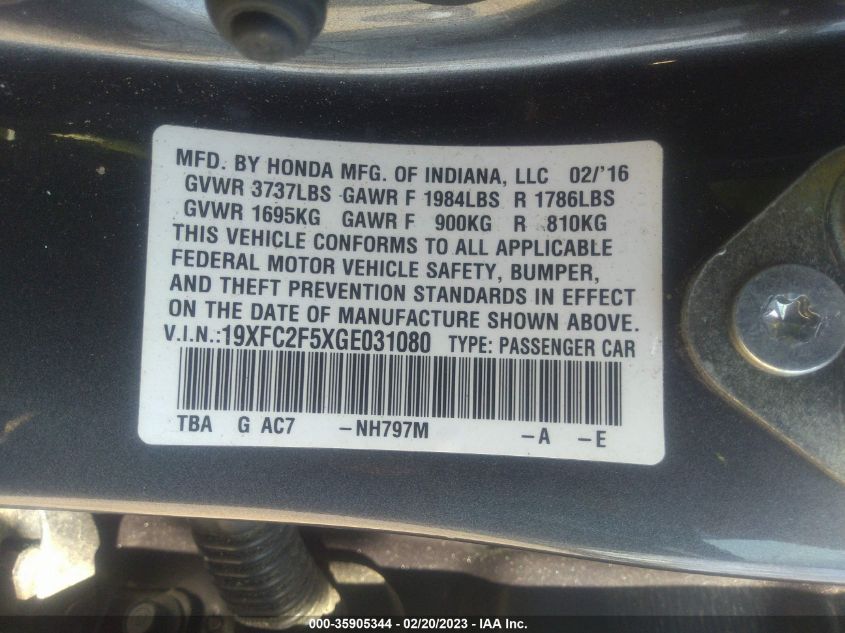 MFD. BY HONDA MFG. OF INDIANA, LLC 02/'16
GVWR 3737LBS GAWR F 1984LBS R 1786LBS
GVWR 1695KG GAWR F 900KG R 810KG
THIS VEHICLE CONFORMS TO ALL APPLICABLE
FEDERAL MOTOR VEHICLE SAFETY, BUMPER,
AND THEFT PREVENTION STANDARDS IN EFFECT
ON THE DATE OF MANUFACTURE SHOWN ABOVE.
V.I.N.:19XFC2F5XGE031080 TYPE: PASSENGER CAR
TBA G AC7 -NH797M -A -E
000-35905344 - 02/20/2023 - IAA Inc.